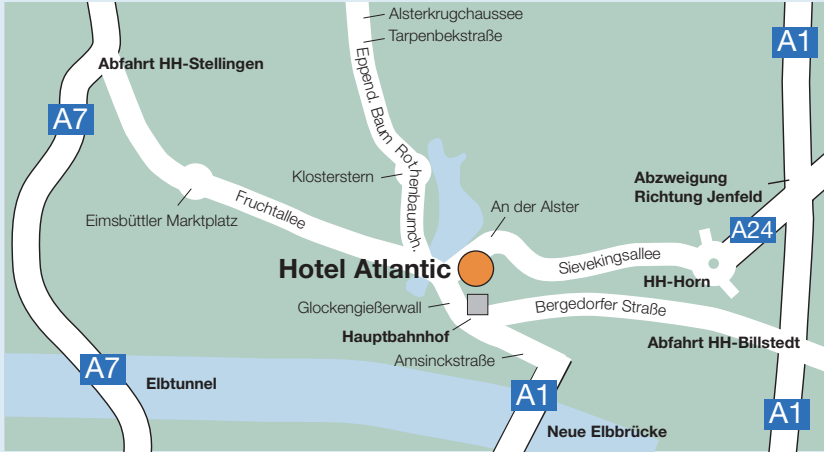 Alsterkrugchaussee
Tarpenbekstraße
A1
Abfahrt HH-Stellingen
Eppend. Baum
A7
Rothenbaumch.
Klosterstern
Abzweigung
Richtung Jenfeld
Eimsbüttler Marktplatz
Fruchtallee
An der Alster
A24
Hotel Atlantic
Sievekingsallee
HH-Horn
Glockengießerwall
Bergedorfer Straße
Hauptbahnhof
Abfahrt HH-Billstedt
Amsinckstraße
A7
Elbtunnel
A1
A1
Neue Elbbrücke